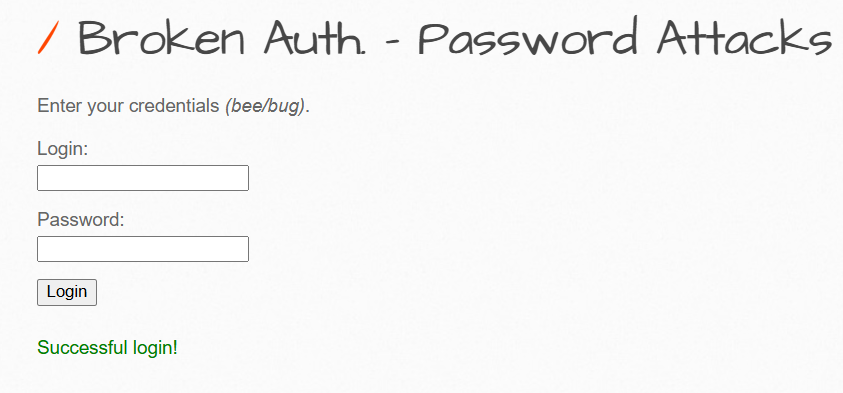 / Broken Auth. - Password Attacks
Enter your credentials (bee/bug).
Login:
Password:
Login
Successful login!